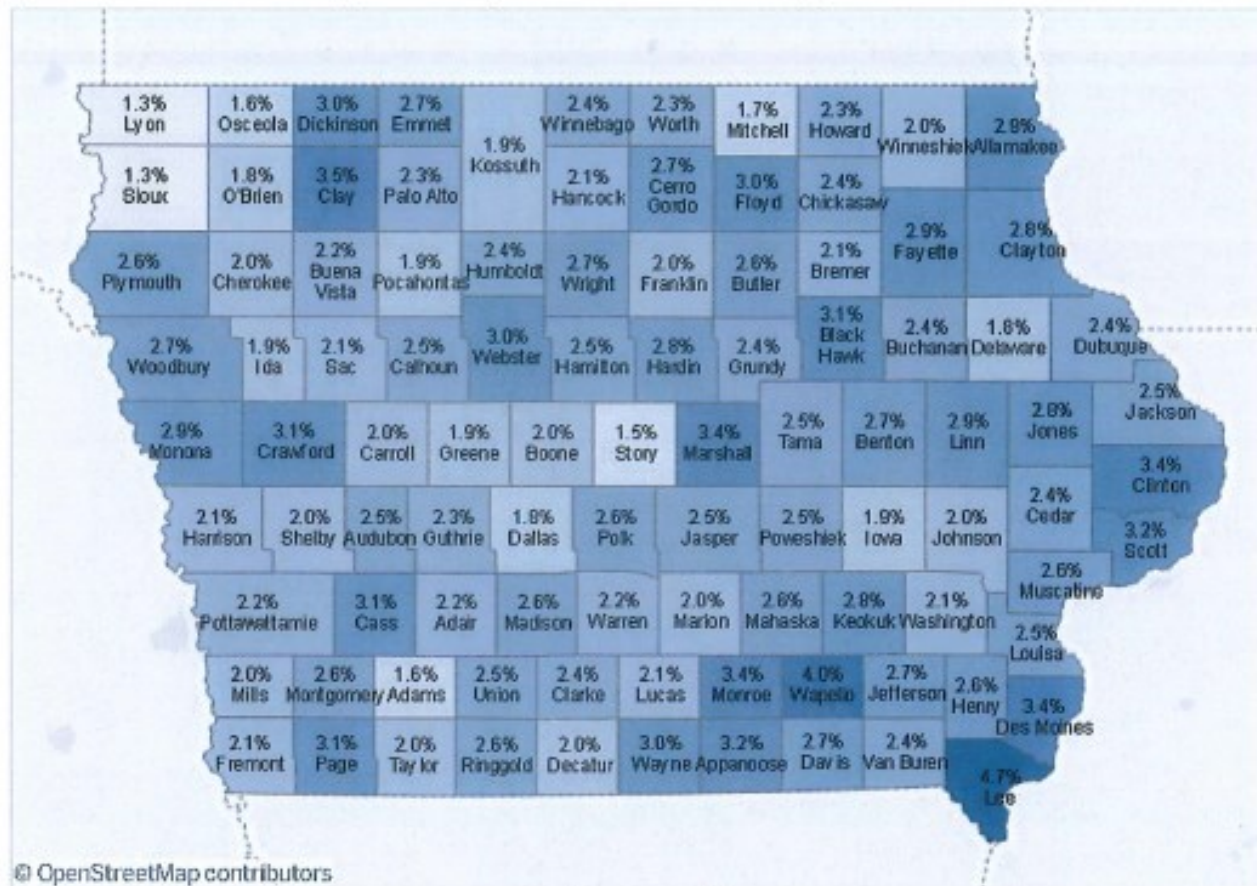 1.3%
Lyon
1.6%
Osceola
3.0%
Dickinson
2.7%
Emmet
1.9%
Kossuth
2.4%
Winnebago
2.3%
Worth
1.7%
Mitchell
2.3%
Howard
2.0%
Winneshiek
2.9%
Allamakee
1.3%
Sioux
1.8%
O'Brien
3.5%
Clay
2.3%
Palo Alto
2.1%
Hancock
2.7%
Cerro
Gordo
3.0%
Floyd
2.4%
Chickasaw
2.9%
Fayette
2.8%
Clayton
2.6%
Plymouth
2.0%
Cherokee
2.2%
Buena
Vista
1.9%
Pocahontas
2.4%
Humboldt
2.7%
Wright
2.0%
Franklin
2.6%
Butler
2.1%
Bremer
2.7%
Woodbury
1.9%
Ida
2.1%
Sac
2.5%
Calhoun
3.0%
Webster
2.5%
Hamilton
2.8%
Hardin
2.4%
Grundy
3.1%
Black
Hawk
2.4%
Buchanan
1.8%
Delaware
2.4%
Dubuque
2.9%
Monona
3.1%
Crawford
2.0%
Carroll
1.9%
Greene
2.0%
Boone
1.5%
Story
3.4%
Marshall
2.5%
Tama
2.7%
Benton
2.9%
Linn
2.8%
Jones
2.5%
Jackson
3.4%
Clinton
2.1%
Harrison
2.0%
Shelby
2.5%
Audubon
2.3%
Guthrie
1.8%
Dallas
2.6%
Polk
2.5%
Jasper
2.5%
Poweshiek
1.9%
Iowa
2.0%
Johnson
2.4%
Cedar
3.2%
Scott
2.6%
Muscatine
2.2%
Pottawattamie
3.1%
Cass
2.2%
Adair
2.6%
Madison
2.2%
Warren
2.0%
Marion
2.6%
Mahaska
2.8%
Keokuk
2.1%
Washington
2.5%
Louisa
2.0%
Mills
2.6%
Montgomery
1.6%
Adams
2.5%
Union
2.4%
Clarke
2.1%
Lucas
3.4%
Monroe
4.0%
Wapello
2.7%
Jefferson
2.6%
Henry
3.4%
Des Moines
2.1%
Fremont
3.1%
Page
2.0%
Taylor
2.6%
Ringgold
2.0%
Decatur
3.0%
Wayne
3.2%
Appanoose
2.7%
Davis
2.4%
Van Buren
4.7%
Lee
© OpenStreetMap contributors